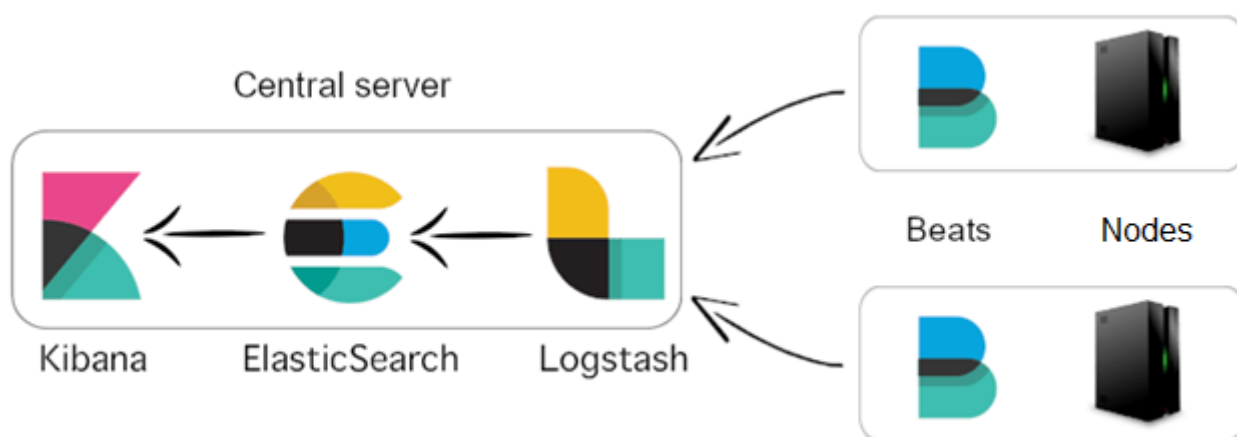 Central server
Beats
Nodes
Kibana
ElasticSearch
Logstash